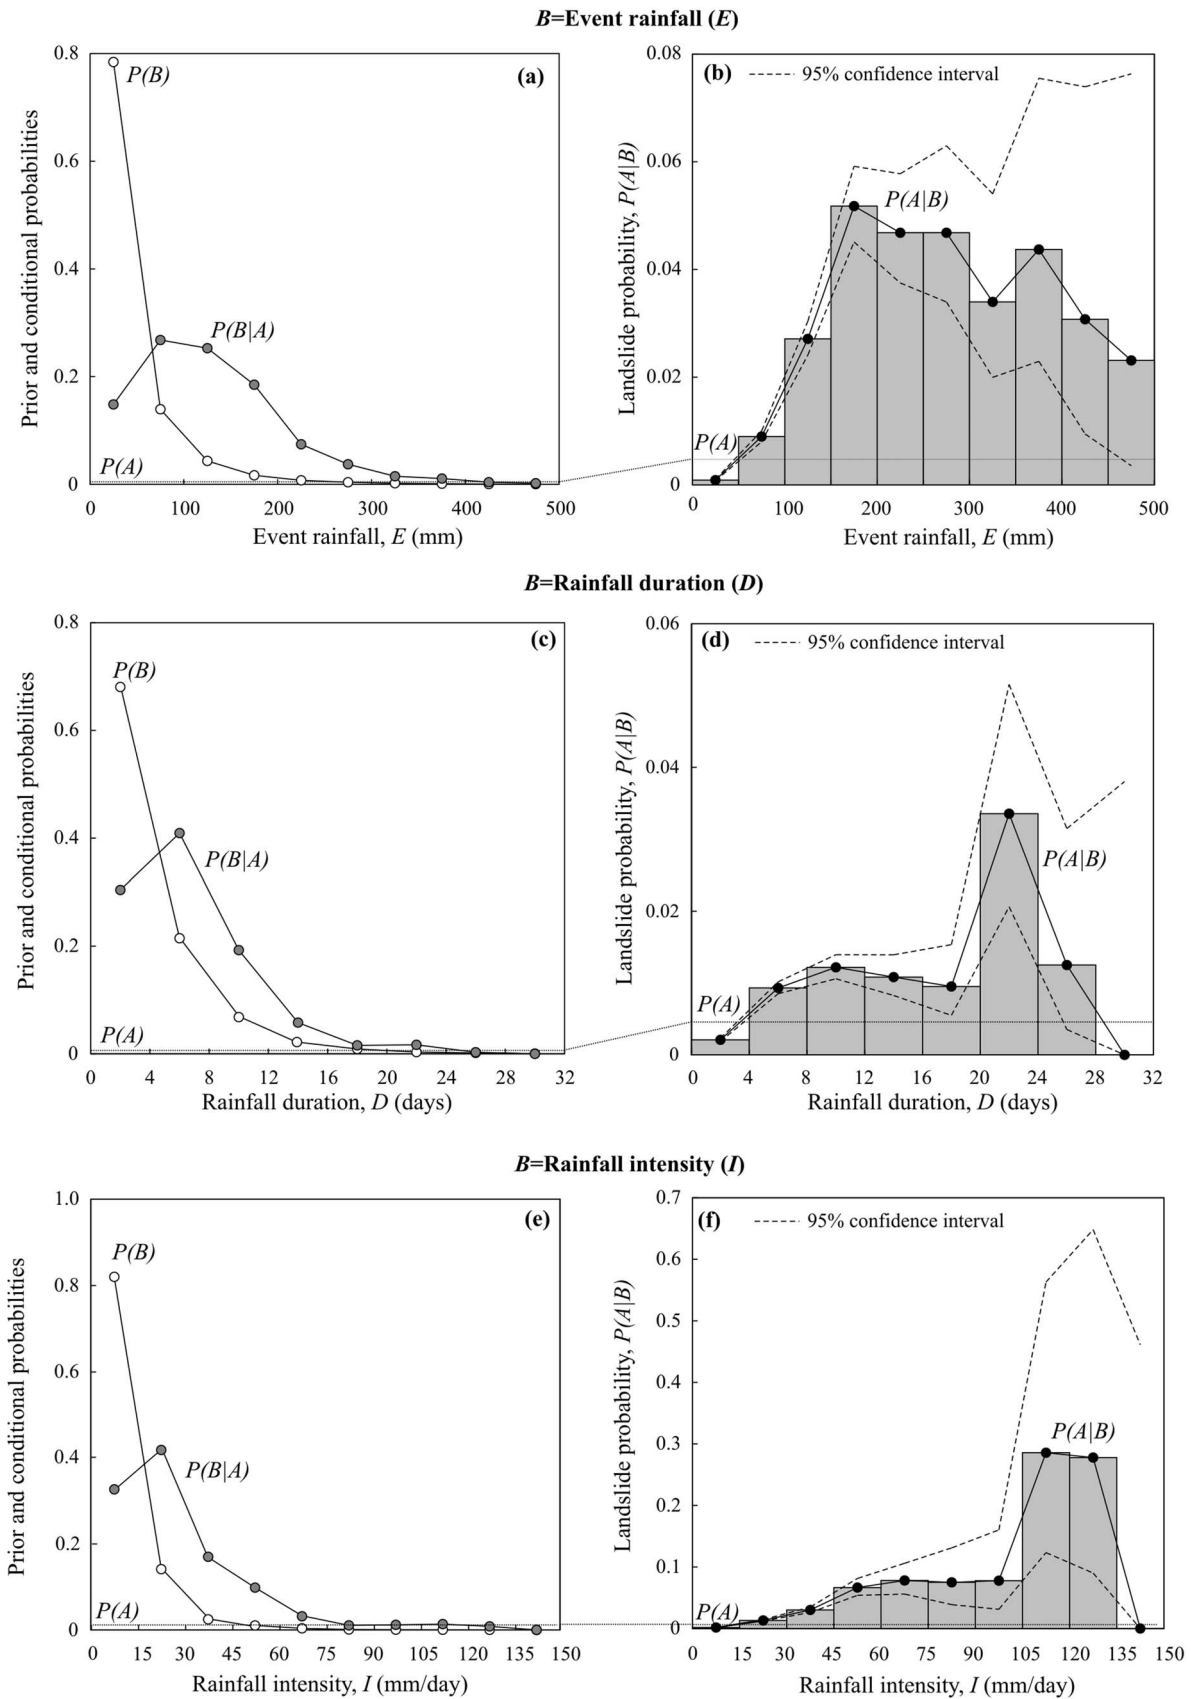 B=Event rainfall (E)
0.8
P(B)
(a)
0.6
0.4
P(B|A)
0.2
P(A)
0
0 100 200 300 400 500
Prior and conditional probabilities
Event rainfall, E (mm)
0.08
(b) 95% confidence interval
0.06
P(A|B)
0.04
0.02
P(A)
0
0 100 200 300 400 500
Landslide probability, P(A|B)
Event rainfall, E (mm)
B=Rainfall duration (D)
0.8
(c)
P(B)
0.6
0.4
P(B|A)
0.2
P(A)
0
0 4 8 12 16 20 24 28 32
Prior and conditional probabilities
Rainfall duration, D (days)
0.06
(d) 95% confidence interval
0.04
P(A|B)
0.02
P(A)
0
0 4 8 12 16 20 24 28 32
Landslide probability, P(A|B)
Rainfall duration, D (days)
B=Rainfall intensity (I)
1.0
(e)
P(B)
0.8
0.6
0.4
P(B|A)
0.2
P(A)
0
0 15 30 45 60 75 90 105 120 135 150
Prior and conditional probabilities
Rainfall intensity, I (mm/day)
0.7
(f) 95% confidence interval
0.6
0.5
0.4
P(A|B)
0.3
0.2
0.1
P(A)
0
0 15 30 45 60 75 90 105 120 135 150
Landslide probability, P(A|B)
Rainfall intensity, I (mm/day)